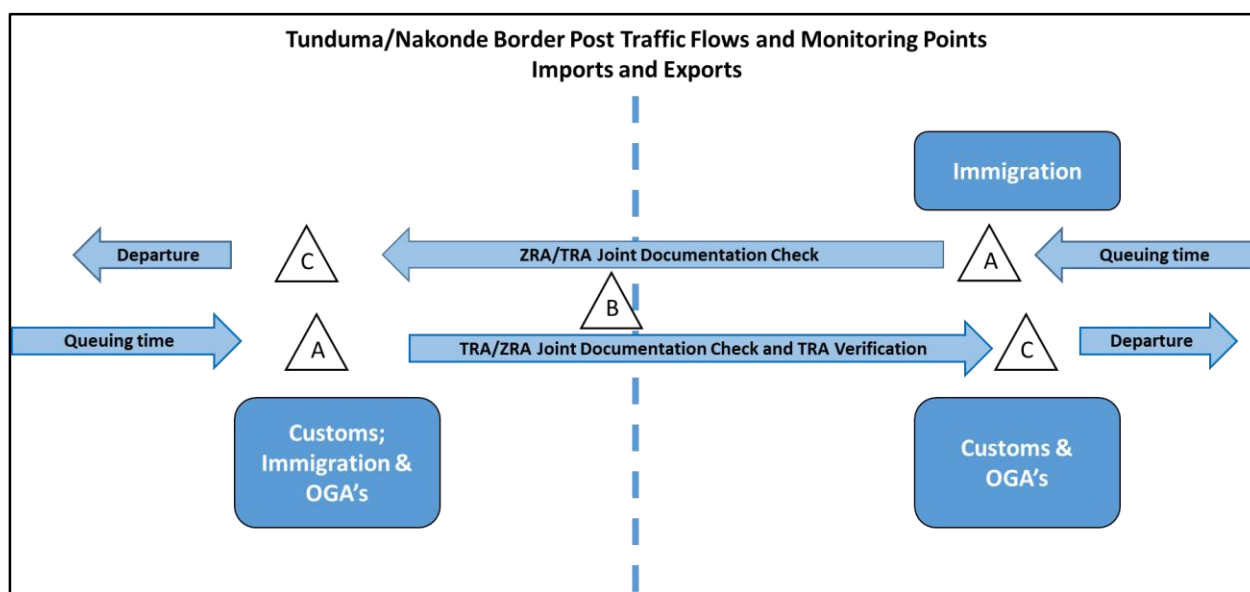 Tunduma/Nakonde Border Post Traffic Flows and Monitoring Points
Imports and Exports
Immigration
Departure
C
ZRA/TRA Joint Documentation Check
A
Queuing time
B
Queuing time
A
TRA/ZRA Joint Documentation Check and TRA Verification
C
Departure
Customs;
Immigration &
OGA’s
Customs &
OGA’s